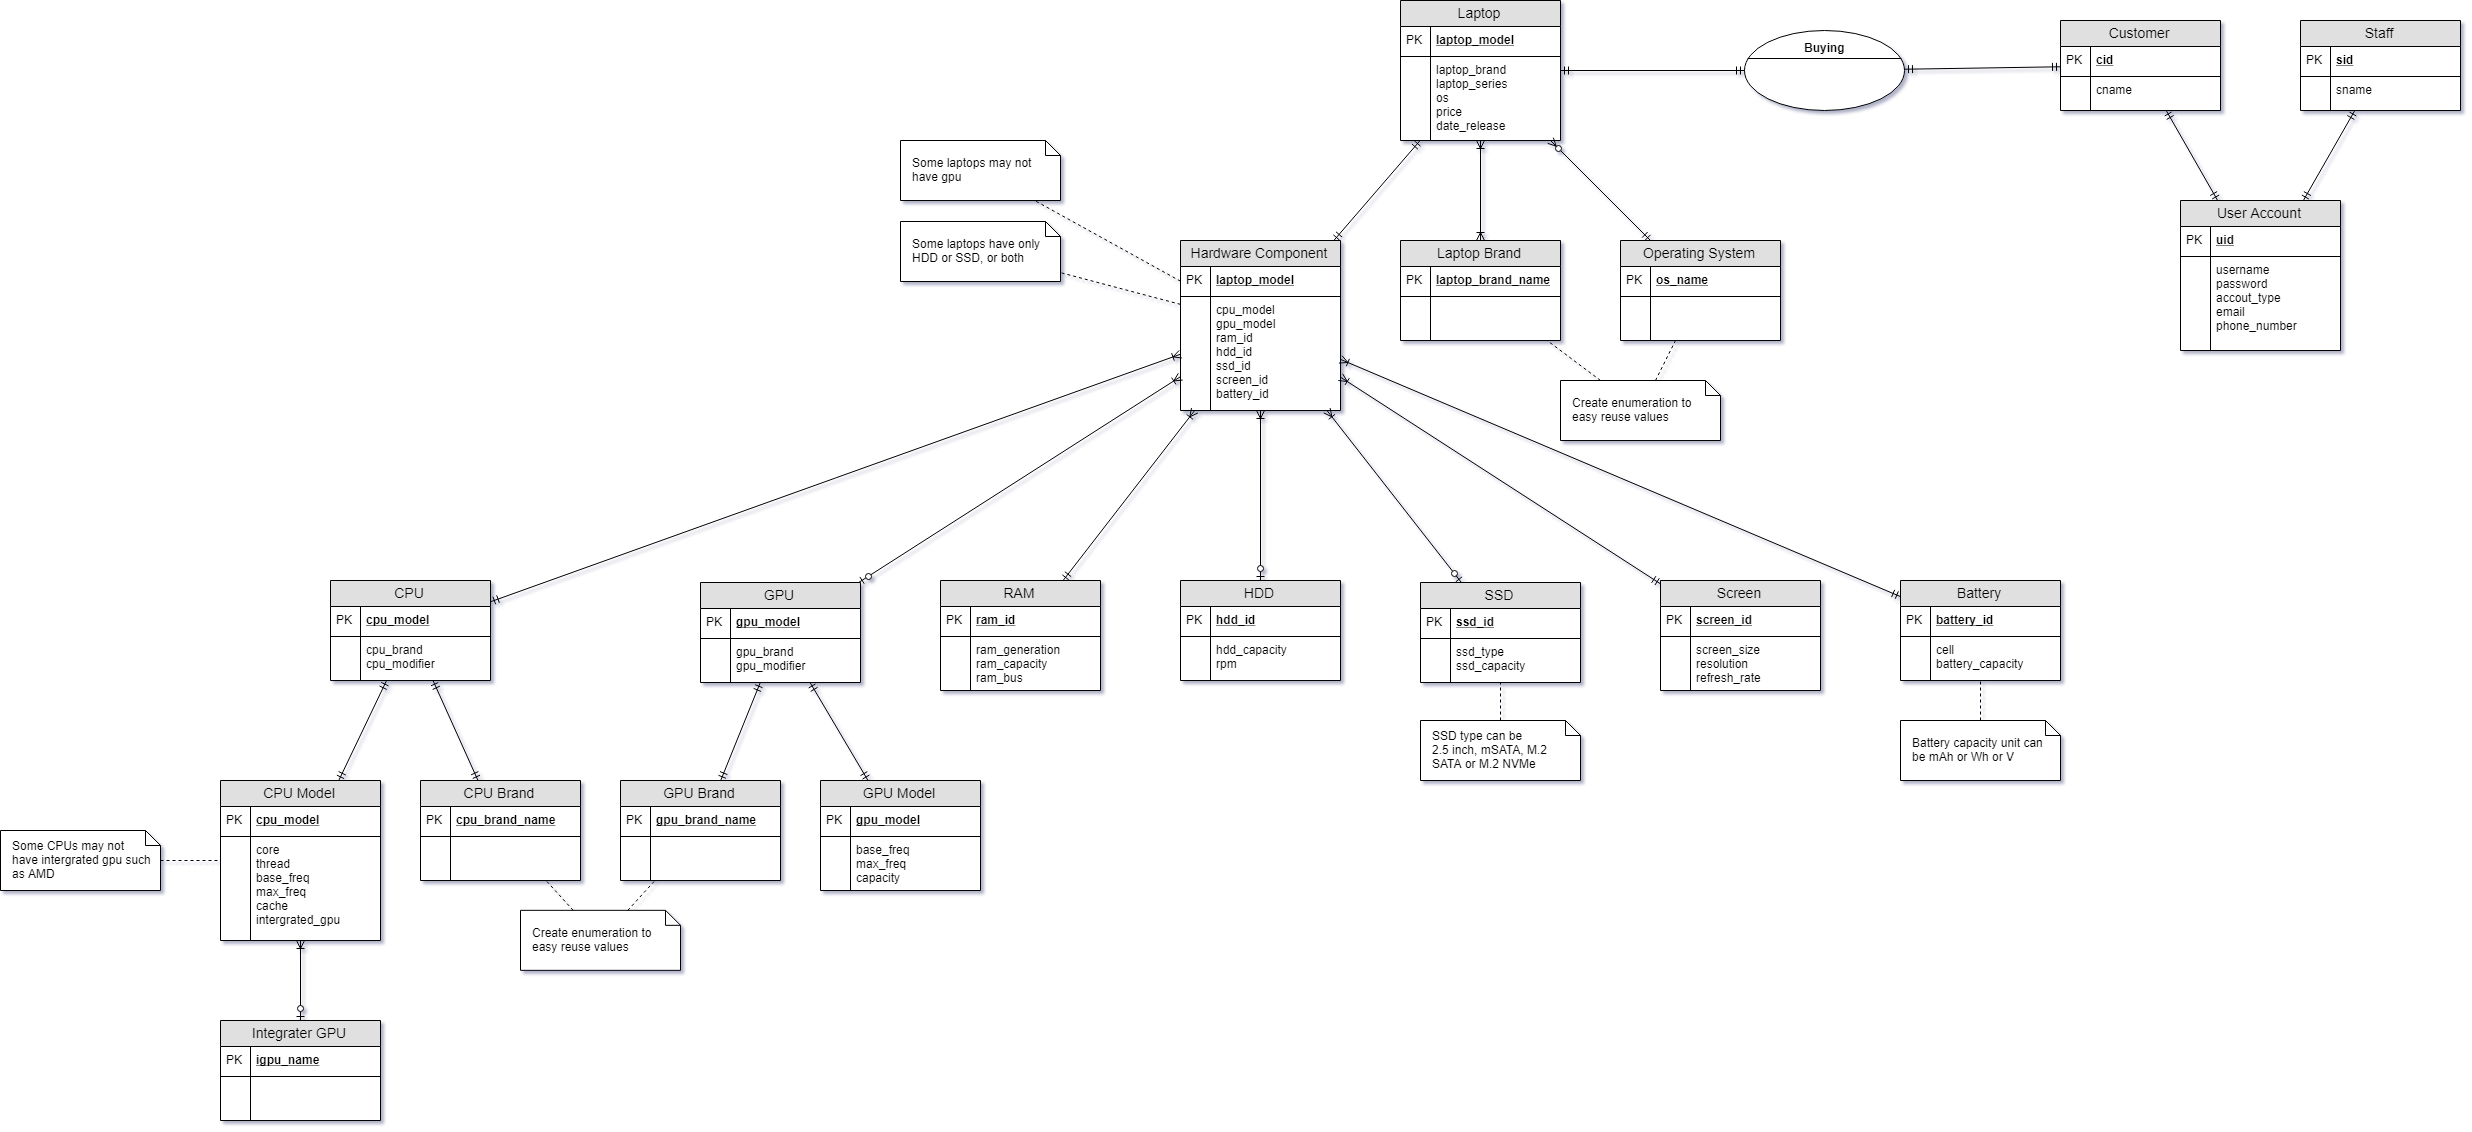 Laptop
PK laptop_model
laptop_brand
laptop_series
os
price
date_release
Buying
Customer
PK cid
cname
Staff
PK sid
sname
Some laptops may not
have gpu
Some laptops have only
HDD or SSD, or both
Hardware Component
PK laptop_model
cpu_model
gpu_model
ram_id
hdd_id
ssd_id
screen_id
battery_id
Laptop Brand
PK laptop_brand_name
Operating System
PK os_name
User Account
PK uid
username
password
accout_type
email
phone_number
Create enumeration to
easy reuse values
CPU
PK cpu_model
cpu_brand
cpu_modifier
GPU
PK gpu_model
gpu_brand
gpu_modifier
RAM
PK ram_id
ram_generation
ram_capacity
ram_bus
HDD
PK hdd_id
hdd_capacity
rpm
SSD
PK ssd_id
ssd_type
ssd_capacity
Screen
PK screen_id
screen_size
resolution
refresh_rate
Battery
PK battery_id
cell
battery_capacity
SSD type can be
2.5 inch, mSATA, M.2
SATA or M.2 NVMe
Battery capacity unit can
be mAh or Wh or V
CPU Model
PK cpu_model
core
thread
base_freq
max_freq
cache
intergrated_gpu
CPU Brand
PK cpu_brand_name
GPU Brand
PK gpu_brand_name
GPU Model
PK gpu_model
base_freq
max_freq
capacity
Some CPUs may not
have intergrated gpu such
as AMD
Create enumeration to
easy reuse values
Integrater GPU
PK igpu_name